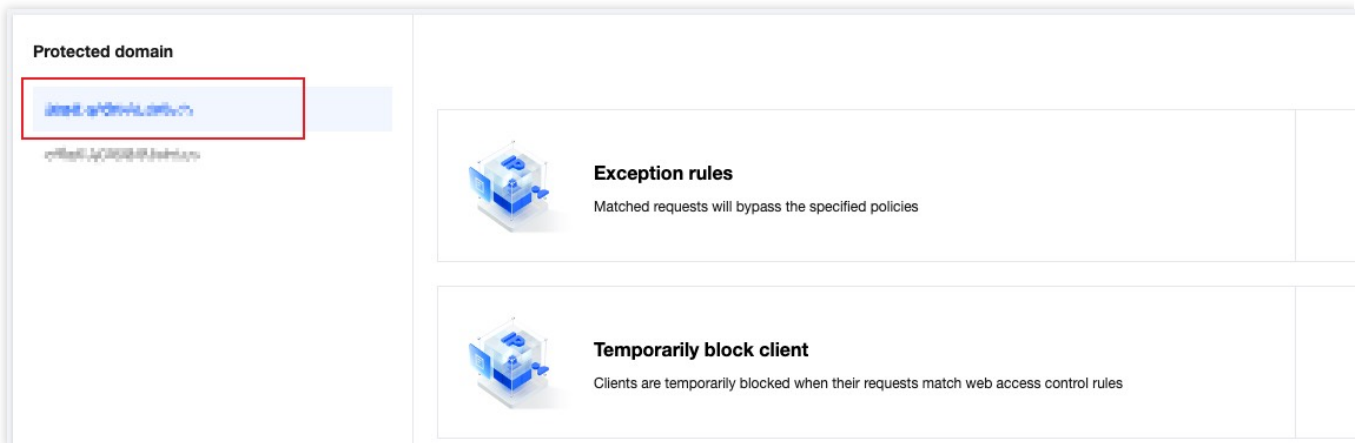 Protected domain
Exception rules
Matched requests will bypass the specified policies
Temporarily block client
Clients are temporarily blocked when their requests match web access control rules